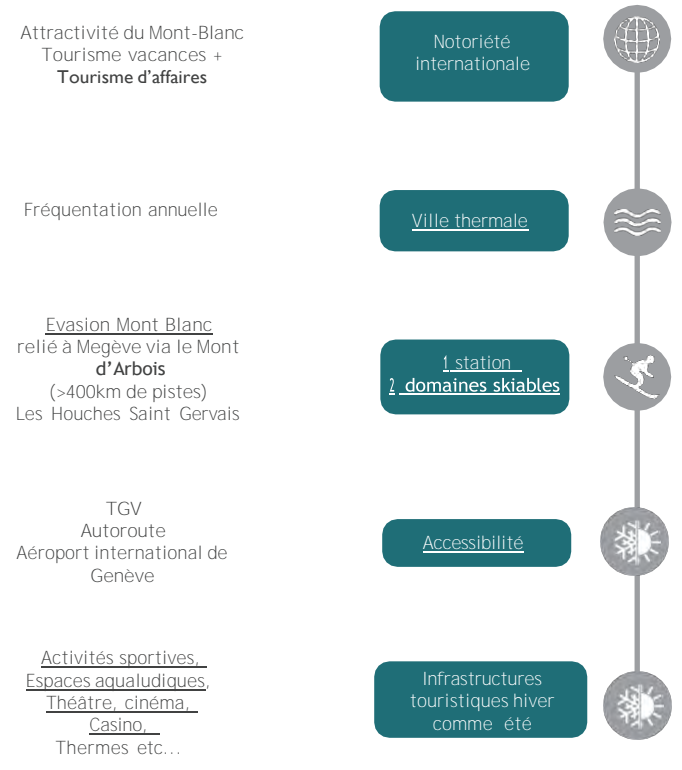 Attractivité du Mont-Blanc
Tourisme vacances +
Tourisme d'affaires
Notoriété
internationale
Fréquentation annuelle
Ville thermale
Evasion Mont Blanc
relié à Megève via le Mont
d'Arbois
(>400km de pistes)
Les Houches Saint Gervais
1 station
2 domaines skiables
TGV
Autoroute
Aéroport international de
Genève
Accessibilité
Activités sportives,
Espaces aqualudiques,
Théâtre, cinéma,
Casino,
Thermes etc...
Infrastructures
touristiques hiver
comme été